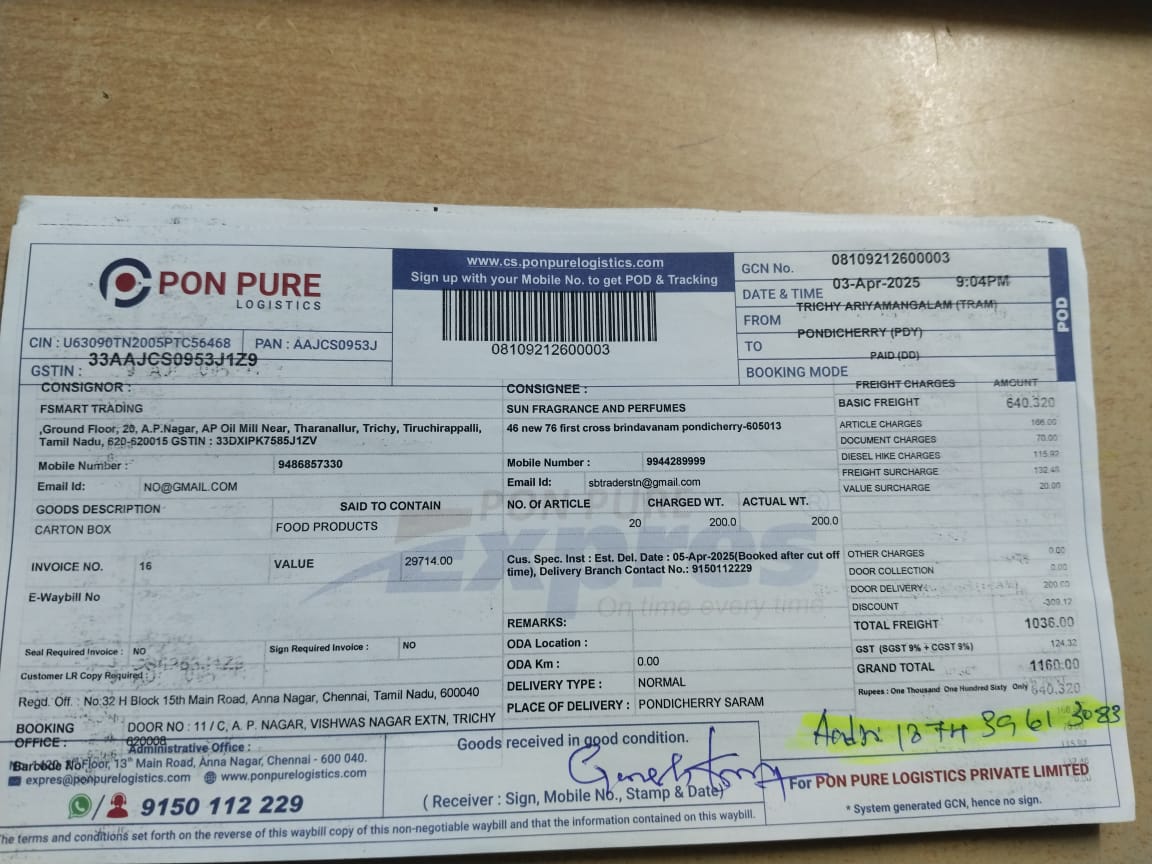 PON PURE
LOGISTICS
www.cs.ponpurelogistics.com
Sign up with your Mobile No. to get POD & Tracking
08109212600003
GCN No. 08109212600003
DATE & TIME 03-Apr-2025 9:04PM
FROM TRICHY ARIYAMANGALAM (TRAM)
TO PONDICHERRY (PDY)
BOOKING MODE PAID (DD)
POD
CIN : U63090TN2005PTC56468 PAN : AAJCS0953J
GSTIN : 33AAJCS0953J1Z9
CONSIGNOR :
FSMART TRADING
,Ground Floor, 20, A.P.Nagar, AP Oil Mill Near, Tharanallur, Trichy, Tiruchirappalli,
Tamil Nadu, 620-620015 GSTIN : 33DXIPK7585J1ZV
Mobile Number : 9486857330
Email Id: NO@GMAIL.COM
GOODS DESCRIPTION SAID TO CONTAIN
CARTON BOX FOOD PRODUCTS
INVOICE NO. 16 VALUE 29714.00
E-Waybill No
Seal Required Invoice : NO Sign Required Invoice : NO
Customer LR Copy Required :
Regd. Off. : No:32 H Block 15th Main Road, Anna Nagar, Chennai, Tamil Nadu, 600040
BOOKING OFFICE : DOOR NO : 11 / C, A. P. NAGAR, VISHWAS NAGAR EXTN, TRICHY
620008
Administrative Office :
Barcode No Floor, 13th Main Road, Anna Nagar, Chennai - 600 040.
expres@ponpurelogistics.com www.ponpurelogistics.com
9150 112 229
CONSIGNEE :
SUN FRAGRANCE AND PERFUMES
46 new 76 first cross brindavanam pondicherry-605013
Mobile Number : 9944289999
Email Id: sbtraderstn@gmail.com
NO. Of ARTICLE CHARGED WT. ACTUAL WT.
20 200.0 200.0
PON PURE
Expres
On time every time
Cus. Spec. Inst : Est. Del. Date : 05-Apr-2025(Booked after cut off
time), Delivery Branch Contact No.: 9150112229
REMARKS:
ODA Location :
ODA Km : 0.00
DELIVERY TYPE : NORMAL
PLACE OF DELIVERY : PONDICHERRY SARAM
Goods received in good condition.
( Receiver : Sign, Mobile No., Stamp & Date)
FREIGHT CHARGES AMOUNT
BASIC FREIGHT 640.320
ARTICLE CHARGES 166.00
DOCUMENT CHARGES 70.00
DIESEL HIKE CHARGES 115.92
FREIGHT SURCHARGE 132.48
VALUE SURCHARGE 20.00
OTHER CHARGES 0.00
DOOR COLLECTION 0.00
DOOR DELIVERY 200.00
DISCOUNT -309.12
TOTAL FREIGHT 1036.00
GST (SGST 9% + CGST 9%) 124.32
GRAND TOTAL 1160.00
Rupees : One Thousand One Hundred Sixty Only
640.320
1374 3961 3083
For PON PURE LOGISTICS PRIVATE LIMITED
* System generated GCN, hence no sign.
The terms and conditions set forth on the reverse of this waybill copy of this non-negotiable waybill and that the information contained on this waybill.